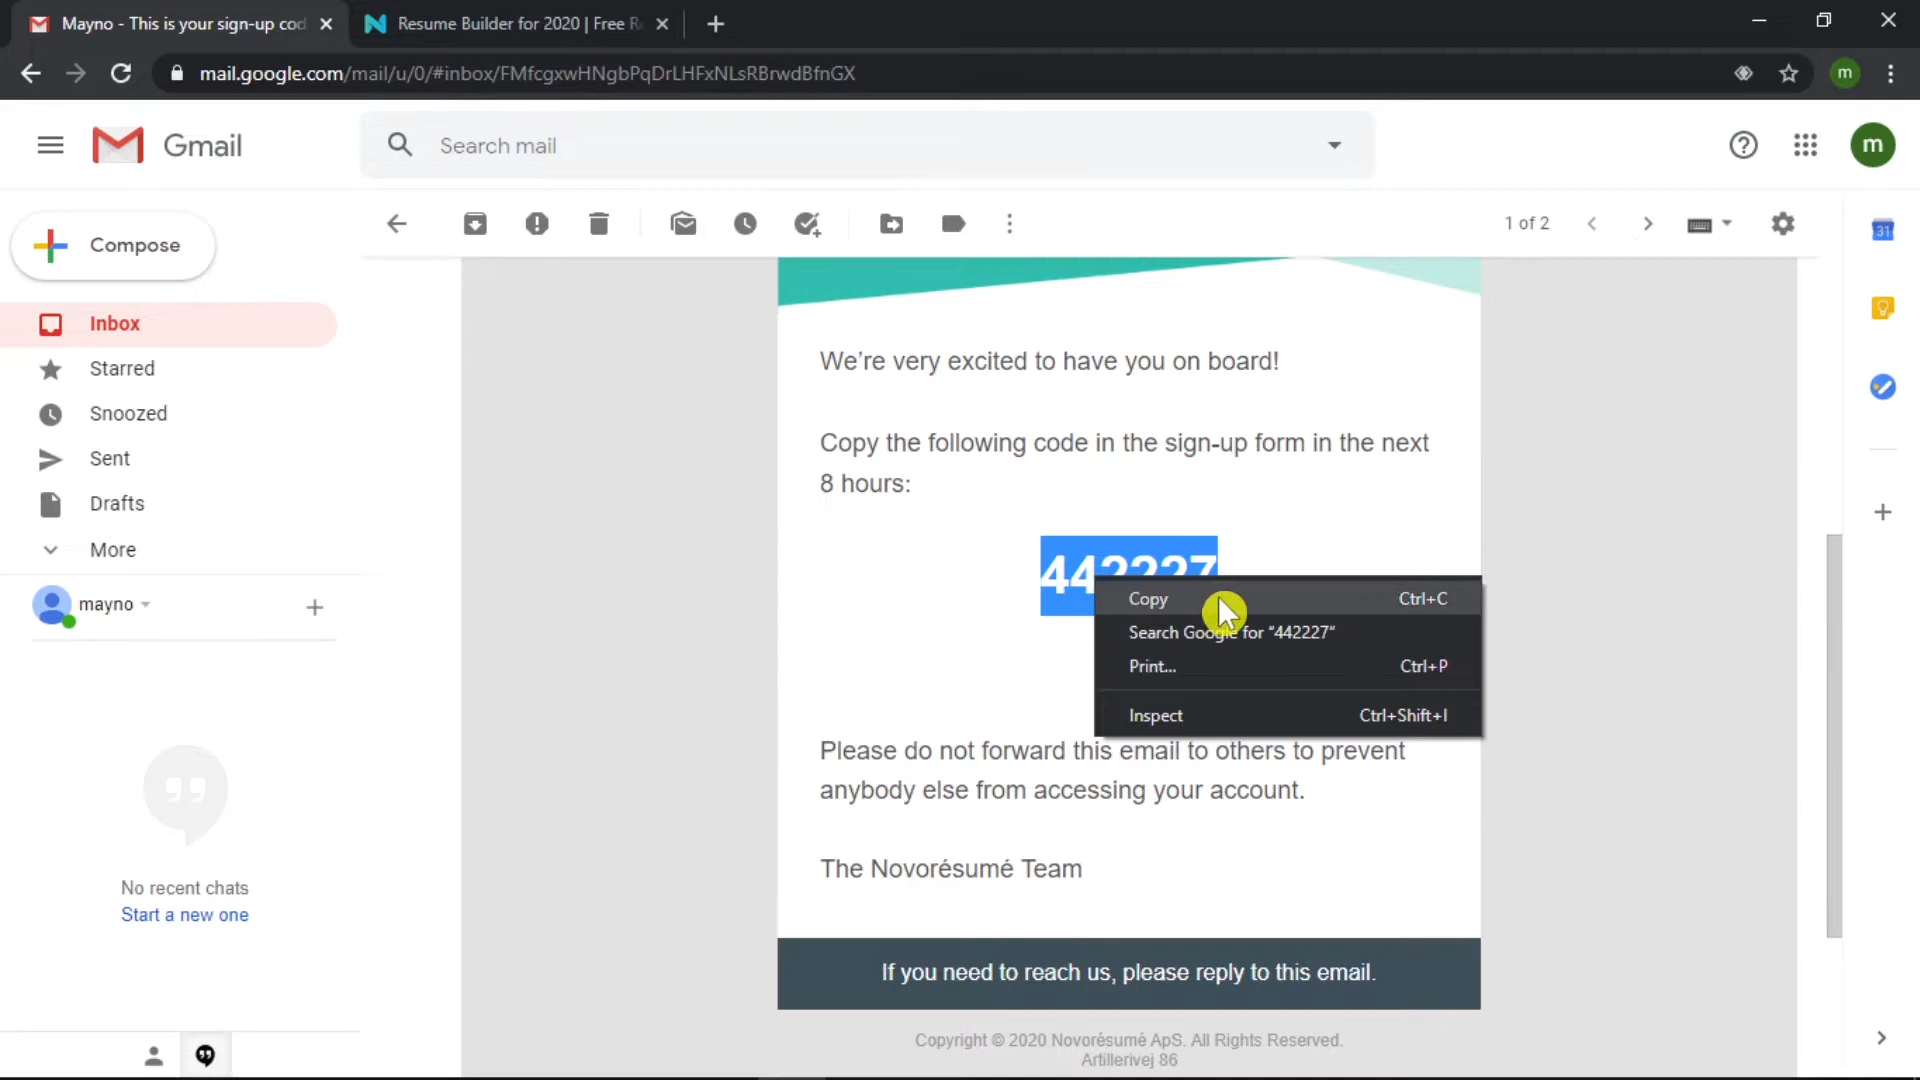 Mayno - This is your sign-up cod
Resume Builder for 2020 | Free R
mail.google.com/mail/u/0/#inbox/FMfcgxwHNgbPqDrLHFxNLsRBrwdBfnGX
m
Gmail
Search mail
m
Compose
1 of 2
31
Inbox
Starred
Snoozed
Sent
Drafts
More
mayno
No recent chats
Start a new one
We’re very excited to have you on board!
Copy the following code in the sign-up form in the next
8 hours:
442227
Copy Ctrl+C
Search Google for “442227”
Print... Ctrl+P
Inspect Ctrl+Shift+I
Please do not forward this email to others to prevent
anybody else from accessing your account.
The Novorésumé Team
If you need to reach us, please reply to this email.
Copyright © 2020 Novorésumé ApS. All Rights Reserved.
Artillerivej 86